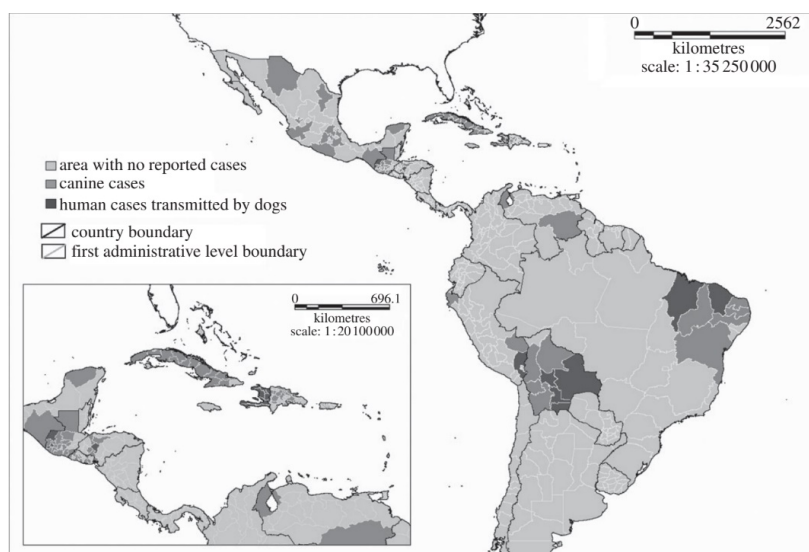 0 2562
kilometres
scale: 1 : 35 250 000
area with no reported cases
canine cases
human cases transmitted by dogs
country boundary
first administrative level boundary
0 696.1
kilometres
scale: 1 : 20 100 000